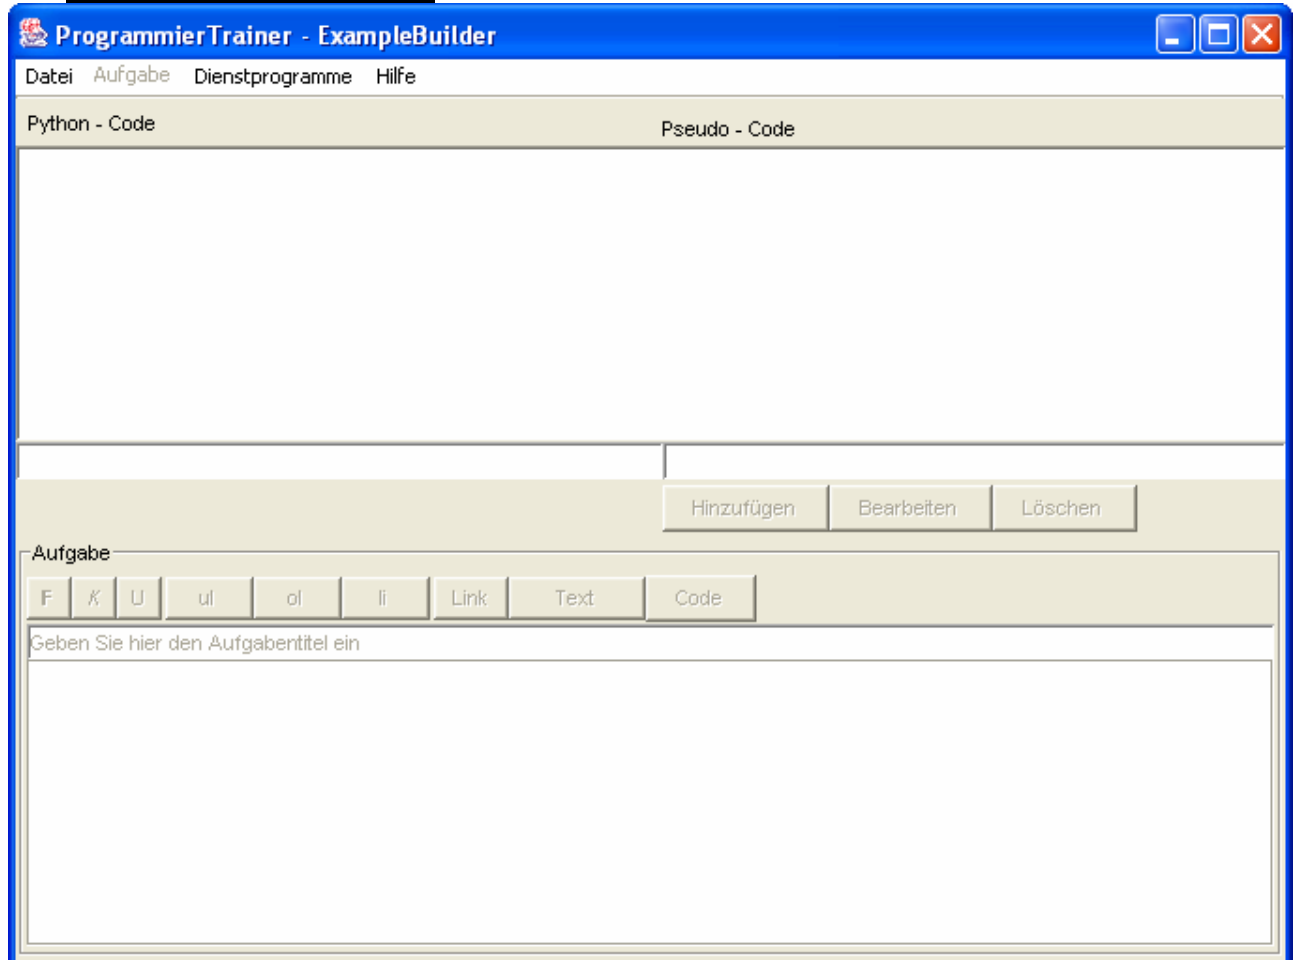 ProgrammierTrainer - ExampleBuilder
Datei Aufgabe Dienstprogramme Hilfe
Python - Code Pseudo - Code
Hinzufügen Bearbeiten Löschen
Aufgabe
F K U ul ol li Link Text Code
Geben Sie hier den Aufgabentitel ein